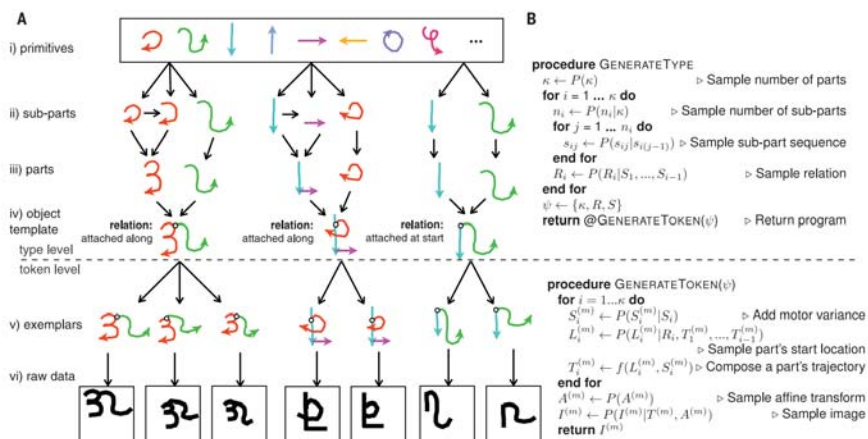 A
i) primitives
...
ii) sub-parts
iii) parts
iv) object
template
relation:
attached along
relation:
attached along
relation:
attached at start
type level
token level
v) exemplars
vi) raw data
B
procedure GENERATETYPE
κ ← P(κ) ▷ Sample number of parts
for i = 1 ... κ do
n_i ← P(n_i|κ) ▷ Sample number of sub-parts
for j = 1 ... n_i do
s_ij ← P(s_ij|s_i(j−1)) ▷ Sample sub-part sequence
end for
R_i ← P(R_i|S_1, ..., S_i−1) ▷ Sample relation
end for
ψ ← {κ, R, S}
return @GENERATETOKEN(ψ) ▷ Return program
procedure GENERATETOKEN(ψ)
for i = 1...κ do
S_i^(m) ← P(S_i^(m)|S_i) ▷ Add motor variance
L_i^(m) ← P(L_i^(m)|R_i, T_1^(m), ..., T_i−1^(m))
▷ Sample part's start location
T_i^(m) ← f(L_i^(m), S_i^(m)) ▷ Compose a part's trajectory
end for
A^(m) ← P(A^(m)) ▷ Sample affine transform
I^(m) ← P(I^(m)|T^(m), A^(m)) ▷ Sample image
return I^(m)